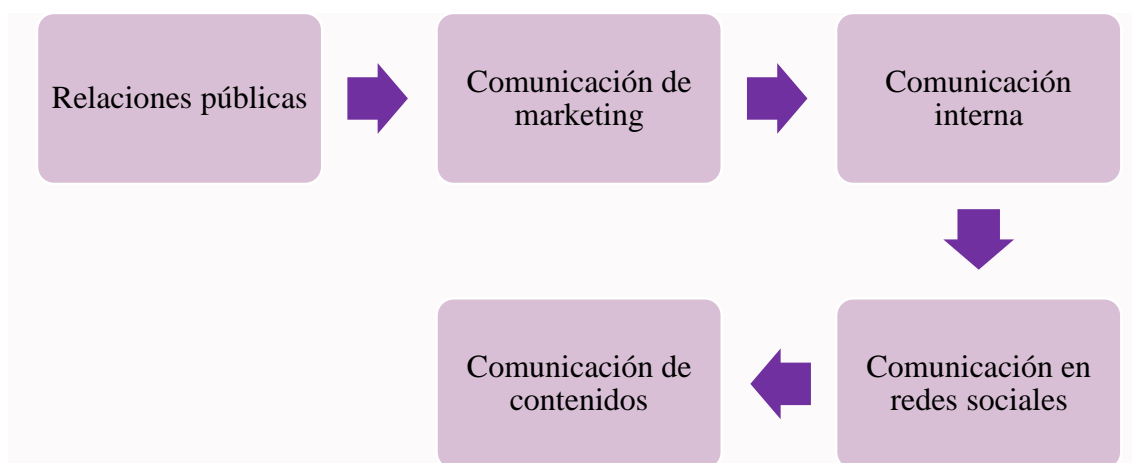 Relaciones públicas
Comunicación de
marketing
Comunicación
interna
Comunicación de
contenidos
Comunicación en
redes sociales